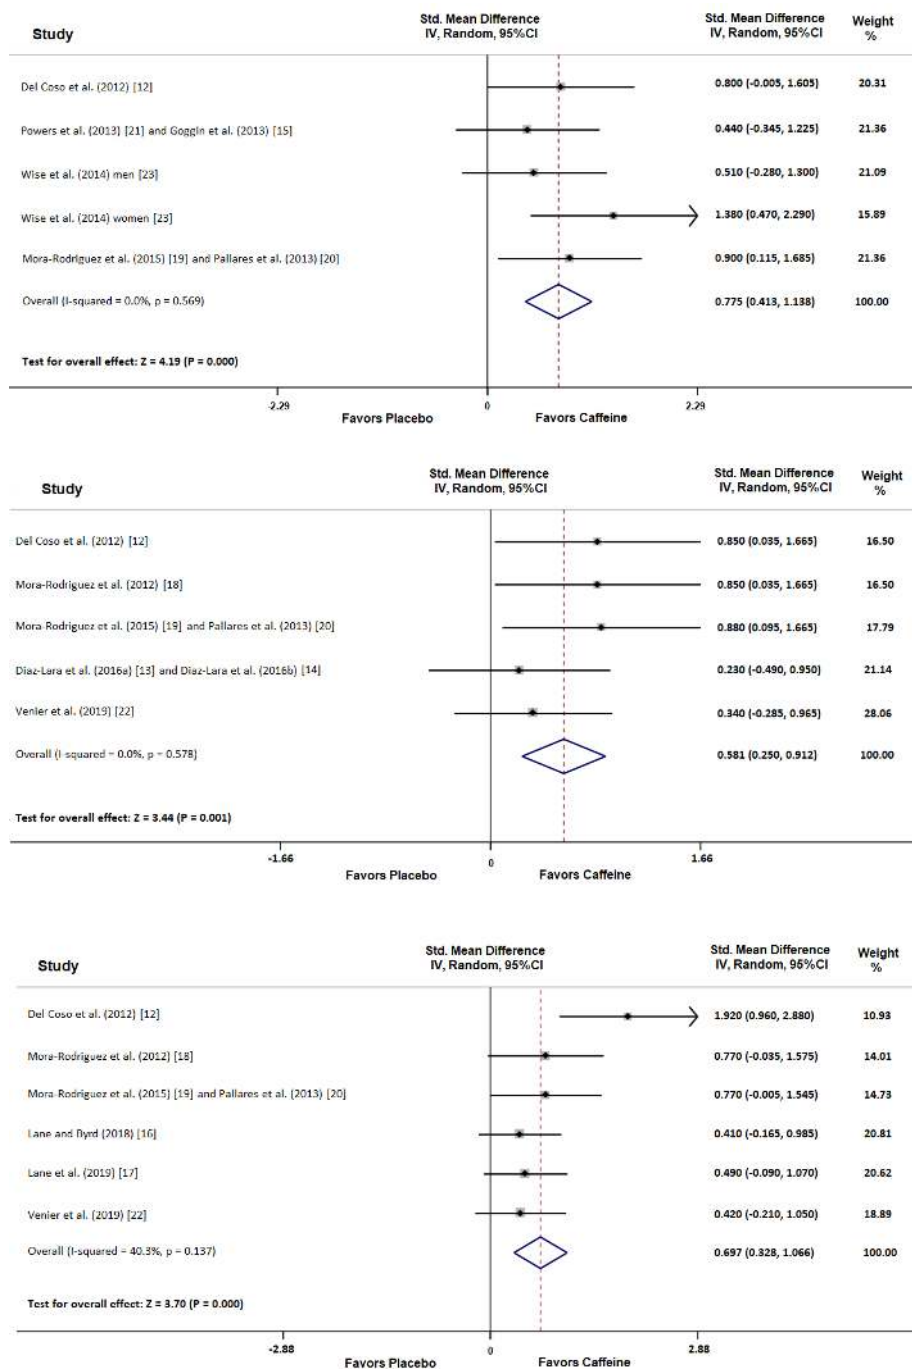 Study
Std. Mean Difference
IV, Random, 95%CI
Std. Mean Difference
IV, Random, 95%CI
Weight
%
Del Coso et al. (2012) [12] 0.800 (-0.005, 1.605) 20.31
Powers et al. (2013) [21] and Goggin et al. (2013) [15] 0.440 (-0.345, 1.225) 21.36
Wise et al. (2014) men [23] 0.510 (-0.280, 1.300) 21.09
Wise et al. (2014) women [23] 1.380 (0.470, 2.290) 15.89
Mora-Rodriguez et al. (2015) [19] and Pallares et al. (2013) [20] 0.900 (0.115, 1.685) 21.36
Overall (I-squared = 0.0%, p = 0.569) 0.775 (0.413, 1.138) 100.00
Test for overall effect: Z = 4.19 (P = 0.000)
-2.29 0 2.29
Favors Placebo Favors Caffeine
Study
Std. Mean Difference
IV, Random, 95%CI
Std. Mean Difference
IV, Random, 95%CI
Weight
%
Del Coso et al. (2012) [12] 0.850 (0.035, 1.665) 16.50
Mora-Rodriguez et al. (2012) [18] 0.850 (0.035, 1.665) 16.50
Mora-Rodriguez et al. (2015) [19] and Pallares et al. (2013) [20] 0.880 (0.095, 1.665) 17.79
Diaz-Lara et al. (2016a) [13] and Diaz-Lara et al. (2016b) [14] 0.230 (-0.490, 0.950) 21.14
Venier et al. (2019) [22] 0.340 (-0.285, 0.965) 28.06
Overall (I-squared = 0.0%, p = 0.578) 0.581 (0.250, 0.912) 100.00
Test for overall effect: Z = 3.44 (P = 0.001)
-1.66 0 1.66
Favors Placebo Favors Caffeine
Study
Std. Mean Difference
IV, Random, 95%CI
Std. Mean Difference
IV, Random, 95%CI
Weight
%
Del Coso et al. (2012) [12] 1.920 (0.960, 2.880) 10.93
Mora-Rodriguez et al. (2012) [18] 0.770 (-0.035, 1.575) 14.01
Mora-Rodriguez et al. (2015) [19] and Pallares et al. (2013) [20] 0.770 (-0.005, 1.545) 14.73
Lane and Byrd (2018) [16] 0.410 (-0.165, 0.985) 20.81
Lane et al. (2019) [17] 0.490 (-0.090, 1.070) 20.62
Venier et al. (2019) [22] 0.420 (-0.210, 1.050) 18.89
Overall (I-squared = 40.3%, p = 0.137) 0.697 (0.328, 1.066) 100.00
Test for overall effect: Z = 3.70 (P = 0.000)
-2.88 0 2.88
Favors Placebo Favors Caffeine